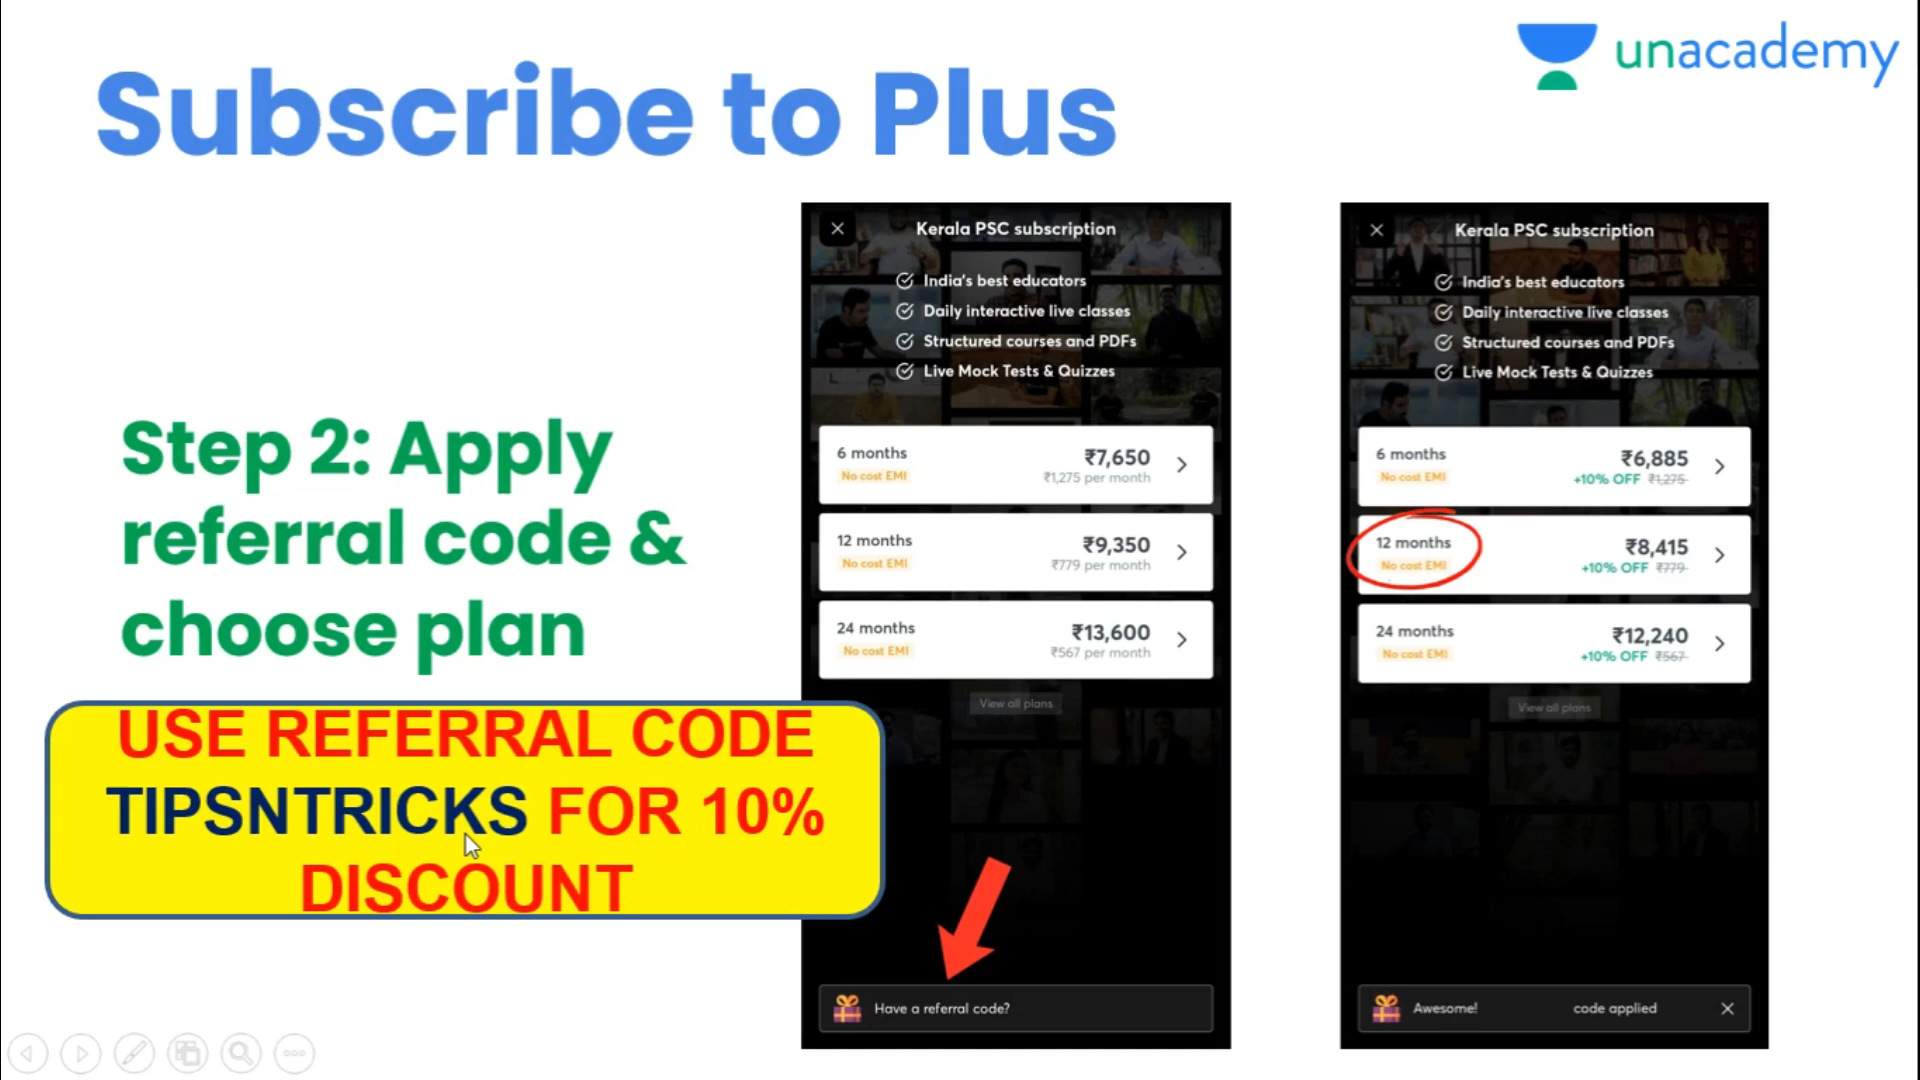 unacademy
Subscribe to Plus
Step 2: Apply
referral code &
choose plan
USE REFERRAL CODE
TIPSNTRICKS FOR 10%
DISCOUNT
Kerala PSC subscription
India's best educators
Daily interactive live classes
Structured courses and PDFs
Live Mock Tests & Quizzes
6 months ₹7,650
No cost EMI ₹1,275 per month
12 months ₹9,350
No cost EMI ₹779 per month
24 months ₹13,600
No cost EMI ₹567 per month
View all plans
Have a referral code?
Kerala PSC subscription
India's best educators
Daily interactive live classes
Structured courses and PDFs
Live Mock Tests & Quizzes
6 months ₹6,885
No cost EMI +10% OFF ₹1,275
12 months ₹8,415
No cost EMI +10% OFF ₹779
24 months ₹12,240
No cost EMI +10% OFF ₹567
View all plans
Awesome! code applied